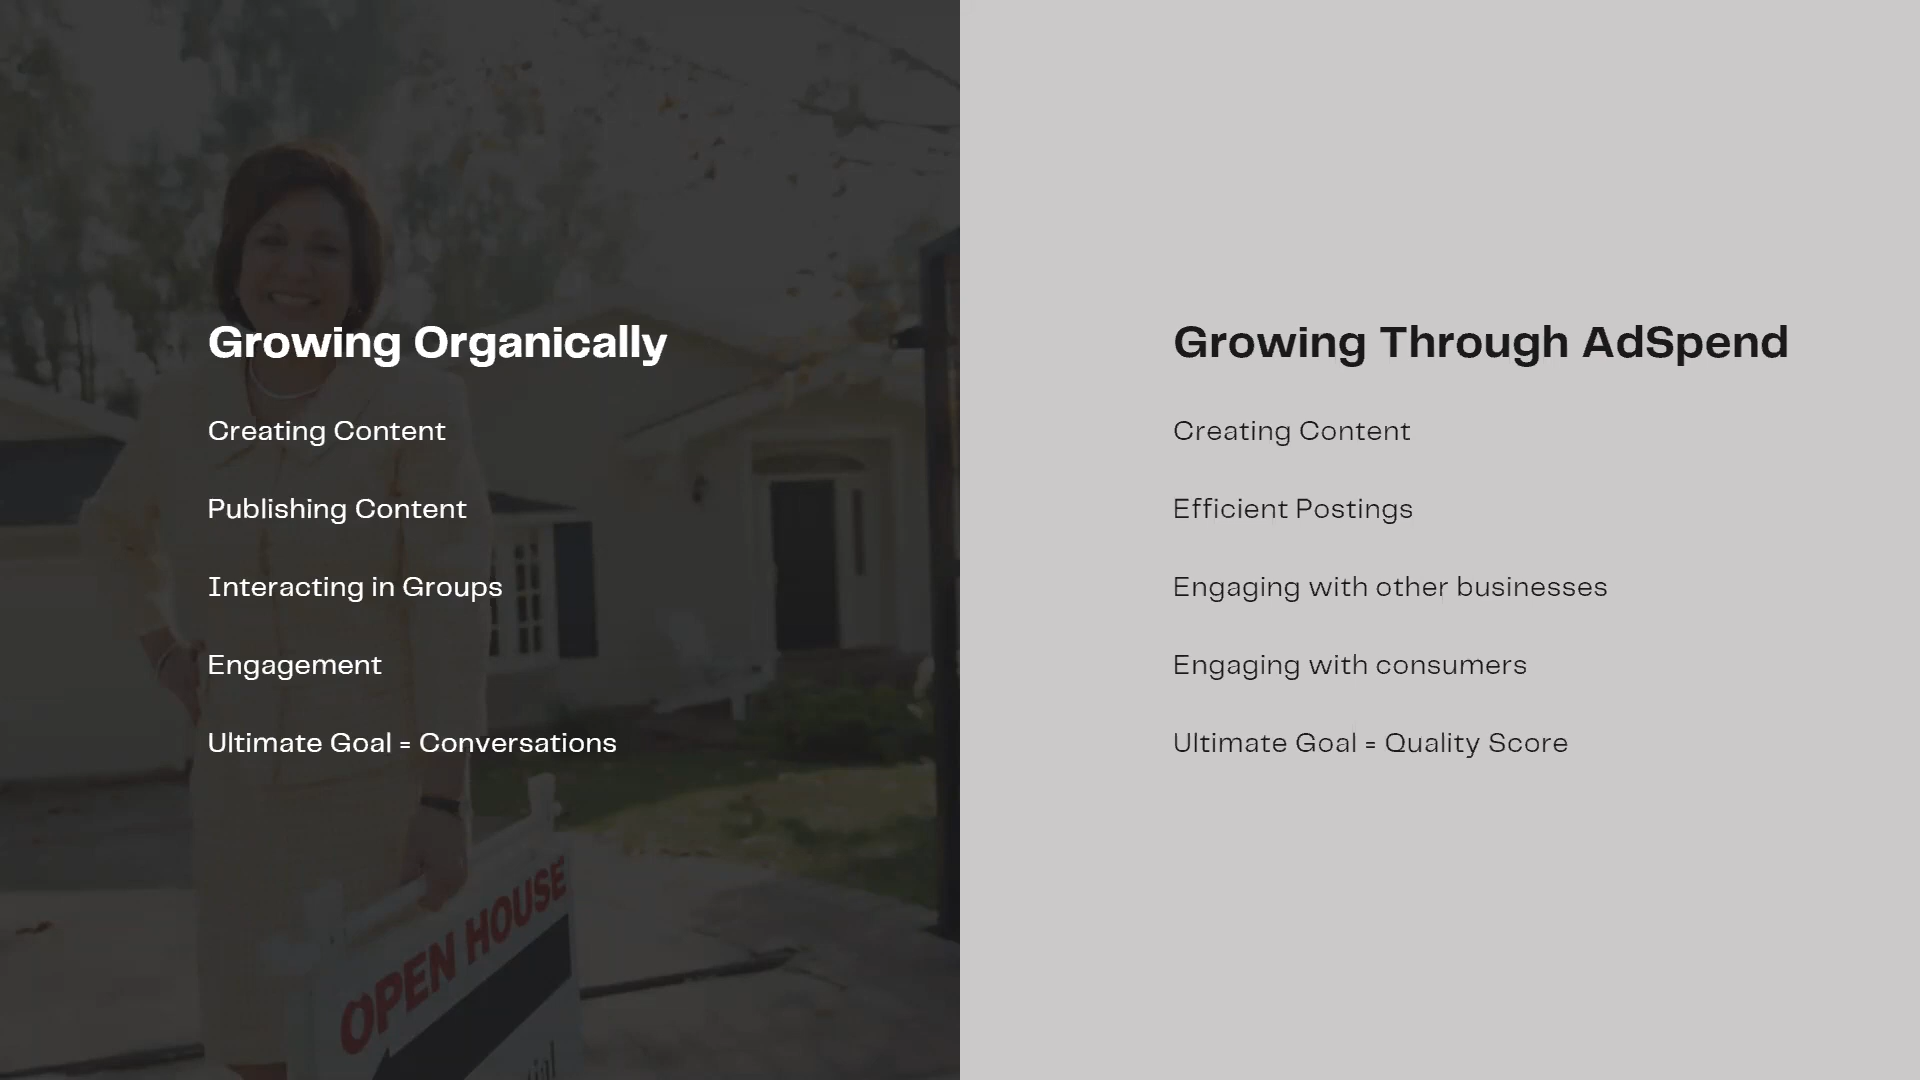 Growing Organically
Creating Content
Publishing Content
Interacting in Groups
Engagement
Ultimate Goal = Conversations
OPEN HOUSE
Growing Through AdSpend
Creating Content
Efficient Postings
Engaging with other businesses
Engaging with consumers
Ultimate Goal = Quality Score